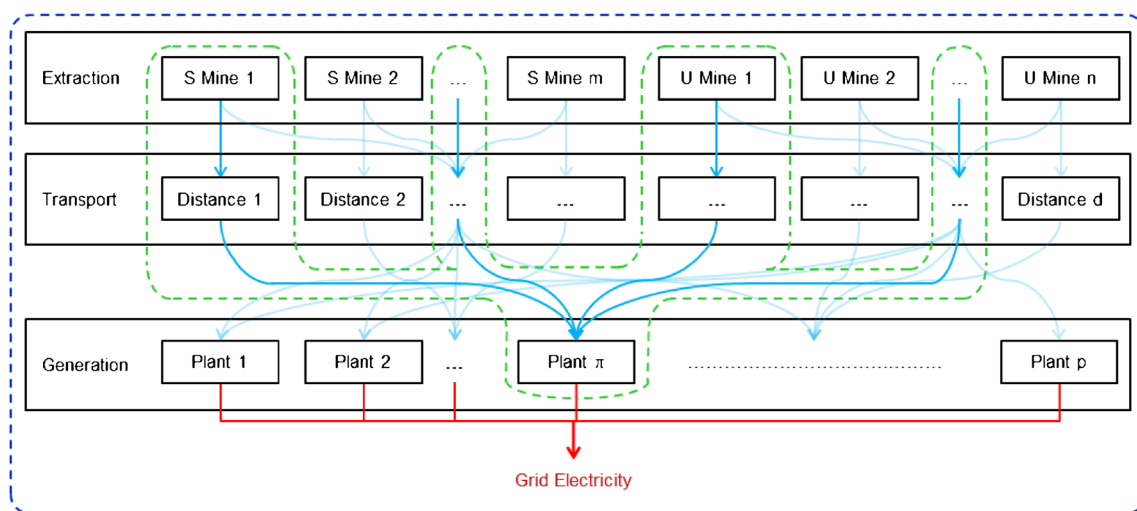 Extraction S Mine 1 S Mine 2 ... S Mine m U Mine 1 U Mine 2 ... U Mine n
Transport Distance 1 Distance 2 ... ... ... ... ... Distance d
Generation Plant 1 Plant 2 ... Plant π ........................................ Plant p
Grid Electricity